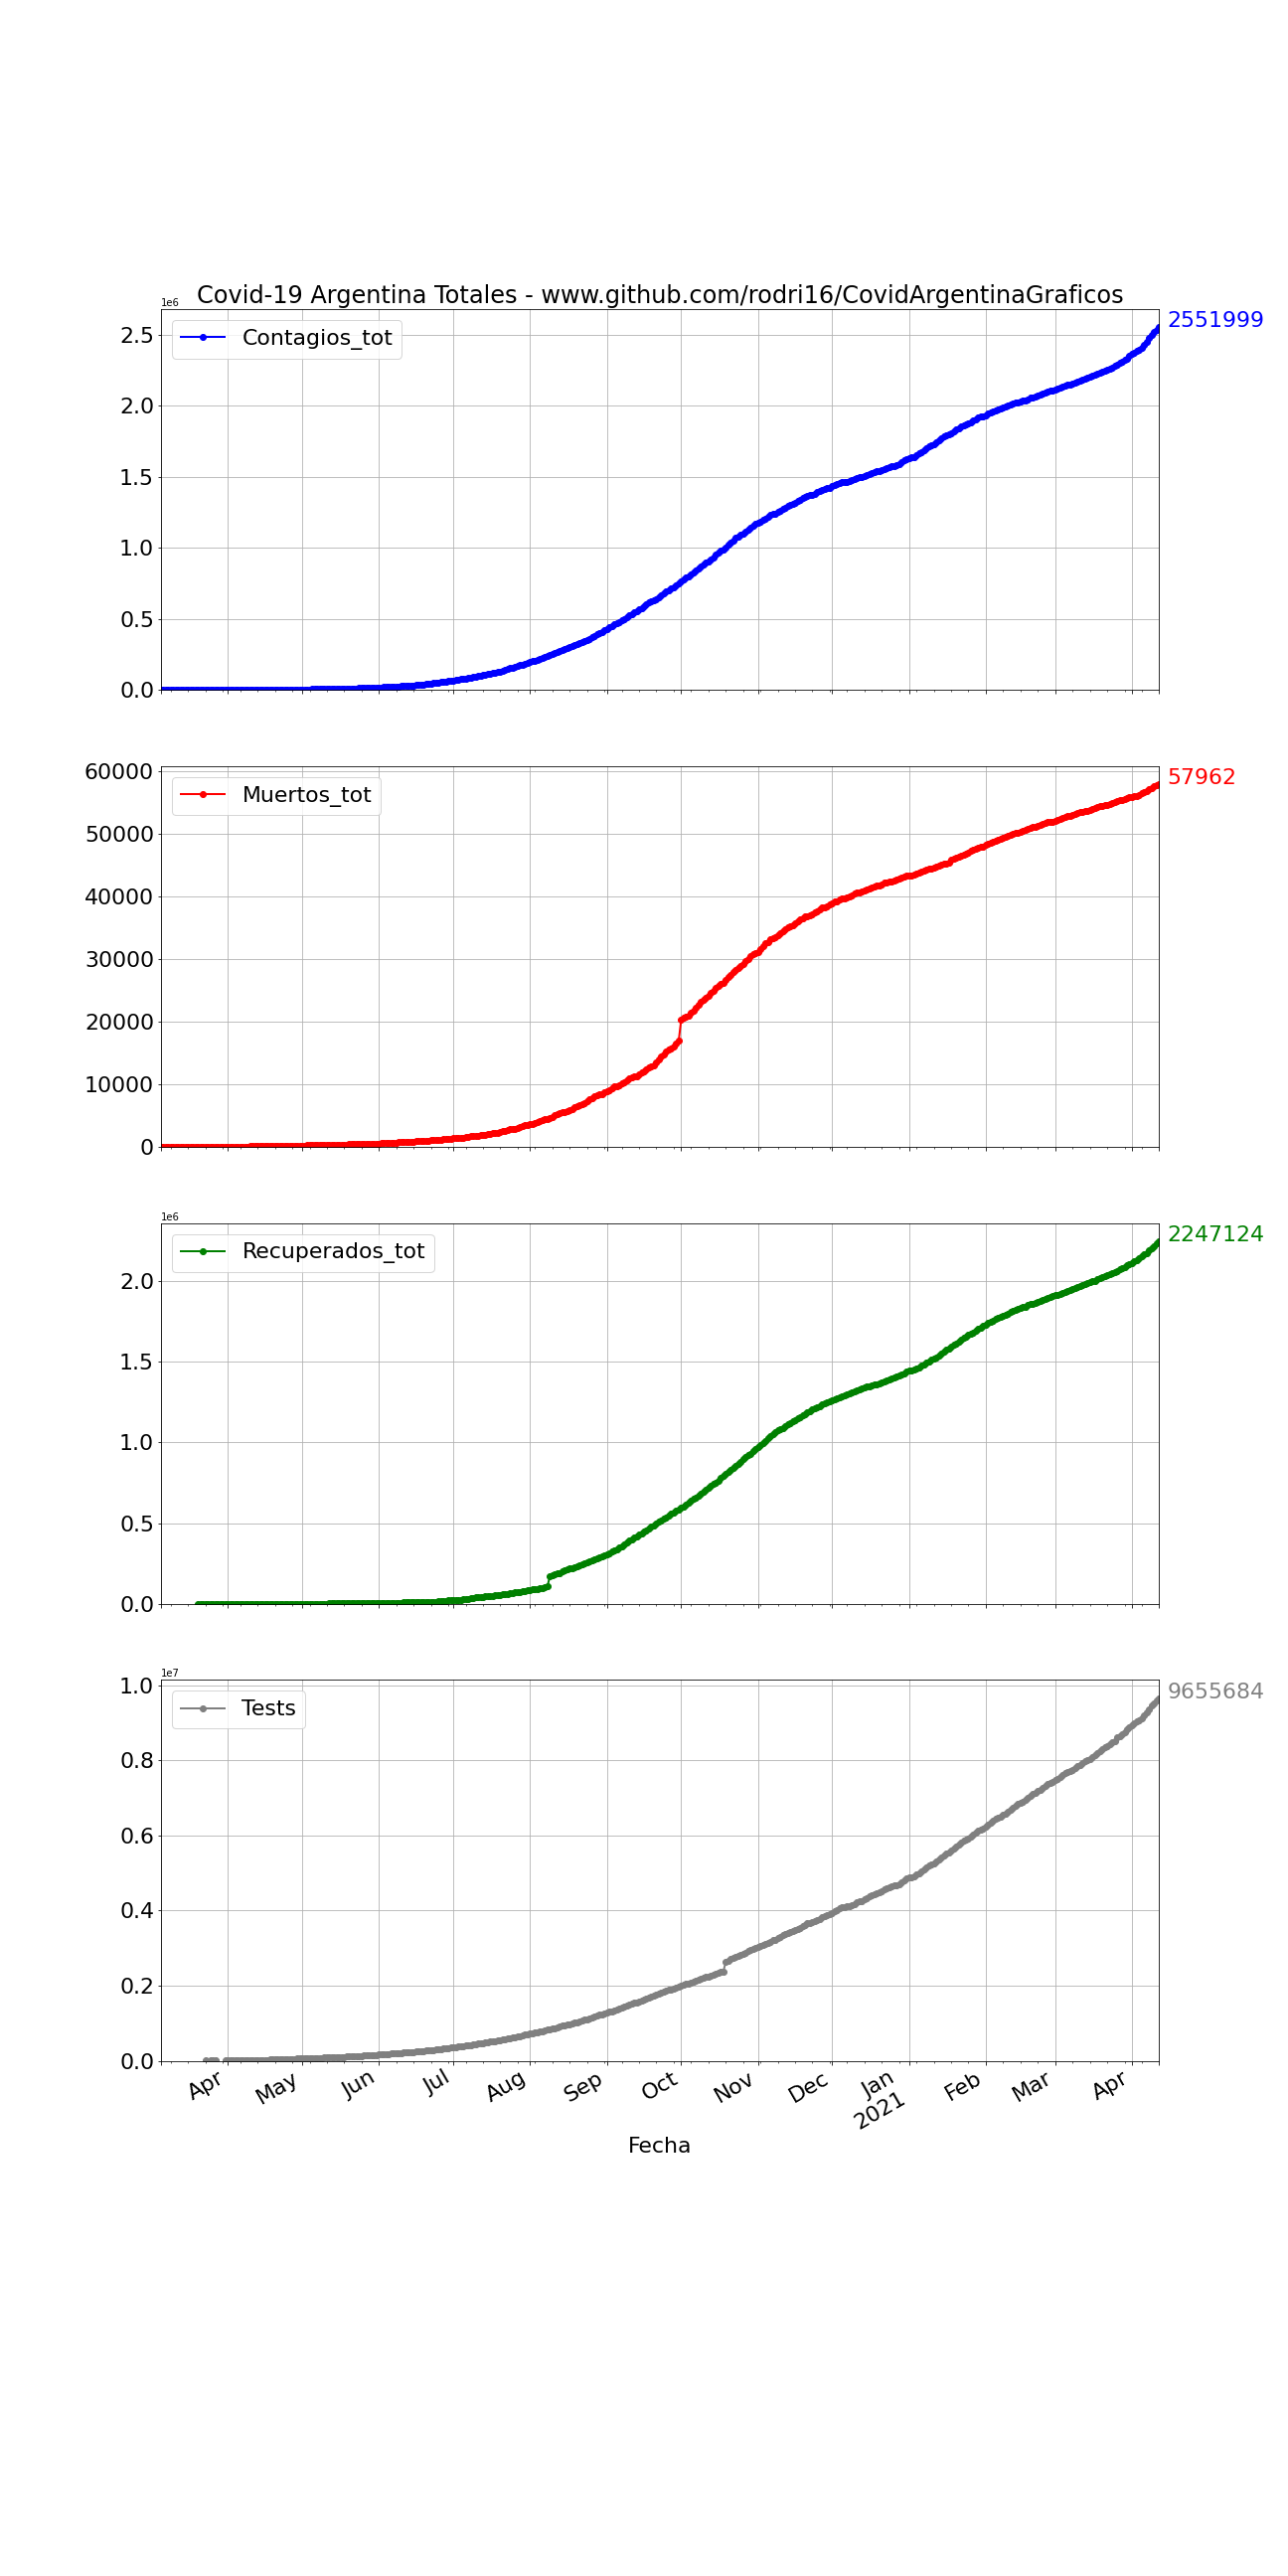 Covid-19 Argentina Totales - www.github.com/rodri16/CovidArgentinaGraficos
1e6
2551999
Contagios_tot
2.5
2.0
1.5
1.0
0.5
0.0
57962
Muertos_tot
60000
50000
40000
30000
20000
10000
0
1e6
2247124
Recuperados_tot
2.0
1.5
1.0
0.5
0.0
1e7
9655684
Tests
1.0
0.8
0.6
0.4
0.2
0.0
Apr May Jun Jul Aug Sep Oct Nov Dec Jan Feb Mar Apr
2021
Fecha